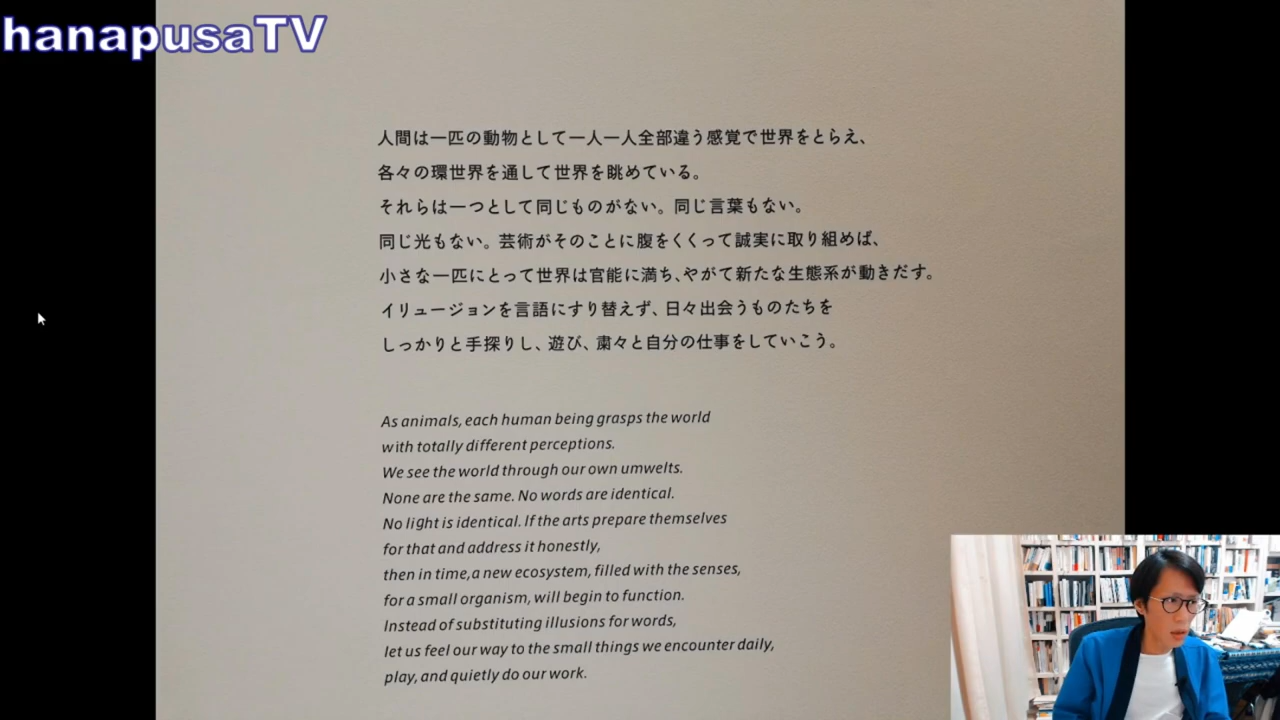 hanapusaTV
人間は一匹の動物として一人一人全部違う感覚で世界をとらえ、
各々の環世界を通して世界を眺めている。
それらは一つとして同じものがない。同じ言葉もない。
同じ光もない。芸術がそのことに腹をくくって誠実に取り組めば、
小さな一匹にとって世界は官能に満ち、やがて新たな生態系が動きだす。
イリュージョンを言語にすり替えず、日々出会うものたちを
しっかりと手探りし、遊び、粛々と自分の仕事をしていこう。
As animals, each human being grasps the world
with totally different perceptions.
We see the world through our own umwelts.
None are the same. No words are identical.
No light is identical. If the arts prepare themselves
for that and address it honestly,
then in time, a new ecosystem, filled with the senses,
for a small organism, will begin to function.
Instead of substituting illusions for words,
let us feel our way to the small things we encounter daily,
play, and quietly do our work.